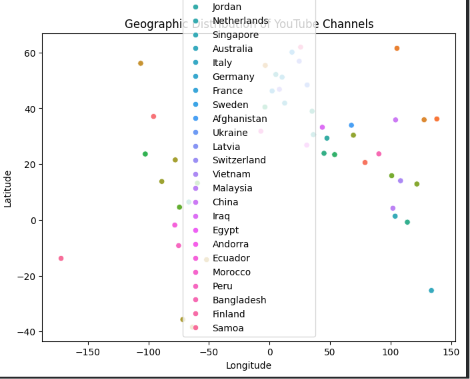 Jordan
Geographic Distribution of YouTube Channels
Netherlands
Singapore
Australia
Italy
Germany
France
Sweden
Afghanistan
Ukraine
Latvia
Switzerland
Vietnam
Malaysia
China
Iraq
Egypt
Andorra
Ecuador
Morocco
Peru
Bangladesh
Finland
Samoa
60
40
20
0
−20
−40
Latitude
−150 −100 −50 0 50 100 150
Longitude